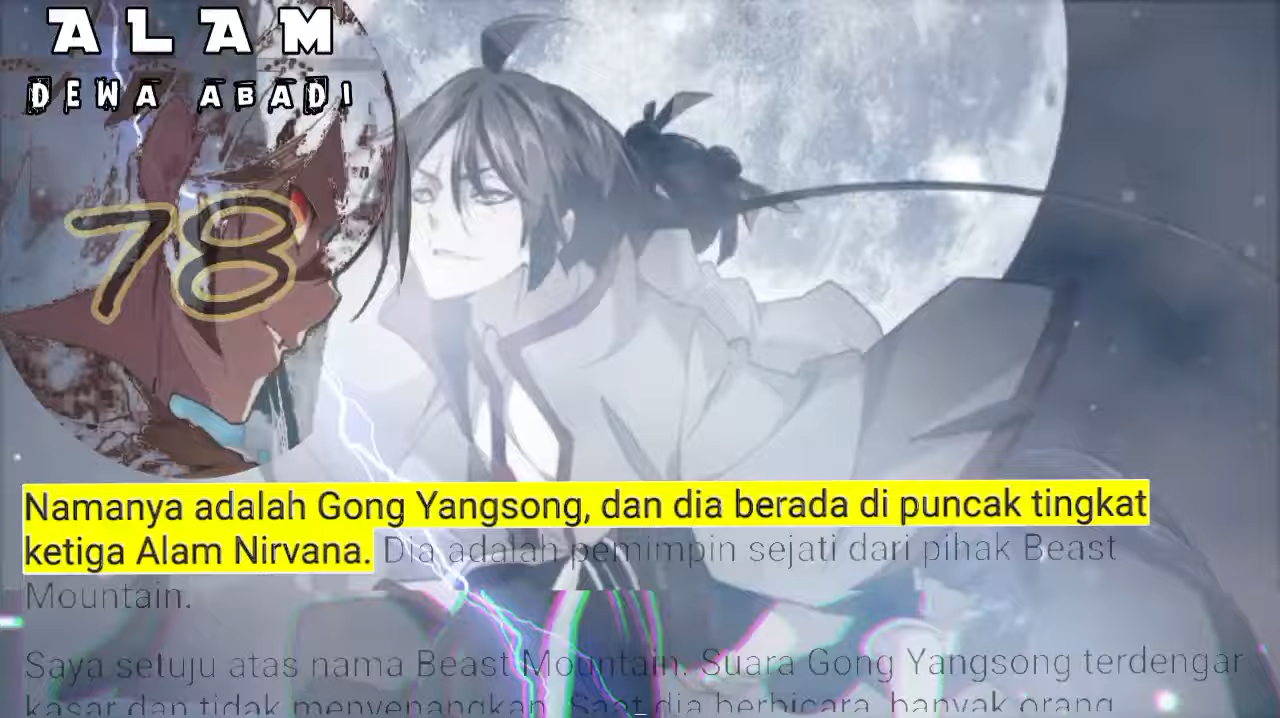 ALAM
DEWA ABADI
78
Namanya adalah Gong Yangsong, dan dia berada di puncak tingkat
ketiga Alam Nirvana. Dia adalah pemimpin sejati dari pihak Beast
Mountain.
Saya setuju atas nama Beast Mountain. Suara Gong Yangsong terdengar
kasar dan tidak menyenangkan. Saat dia berbicara, banyak orang